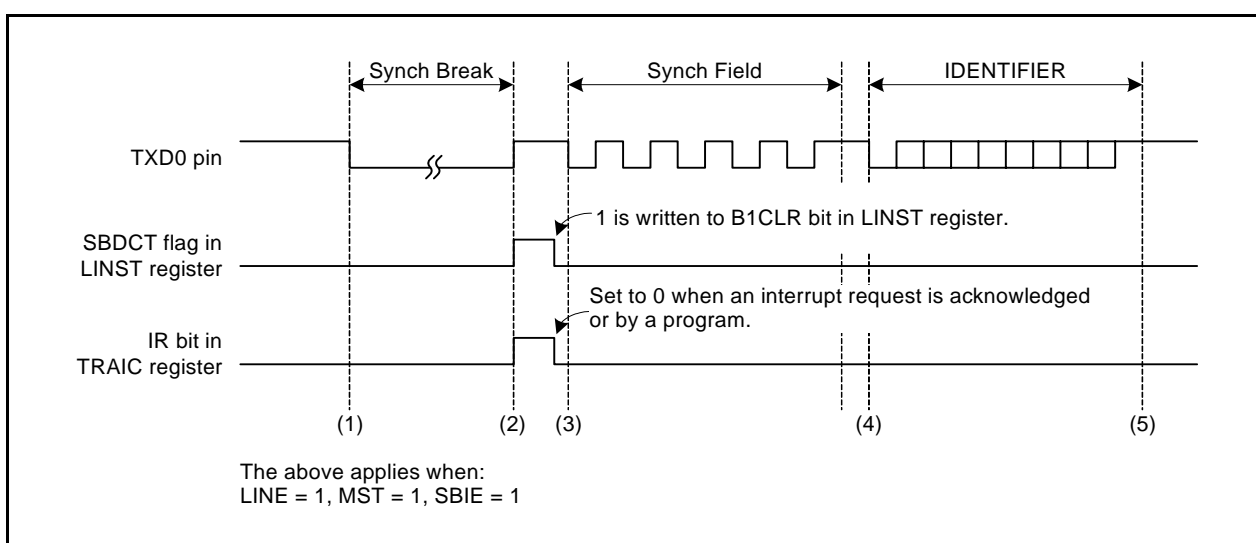 Synch Break
Synch Field
IDENTIFIER
TXD0 pin
1 is written to B1CLR bit in LINST register.
SBDCT flag in
LINST register
Set to 0 when an interrupt request is acknowledged
or by a program.
IR bit in
TRAIC register
(1)
(2)
(3)
(4)
(5)
The above applies when:
LINE = 1, MST = 1, SBIE = 1